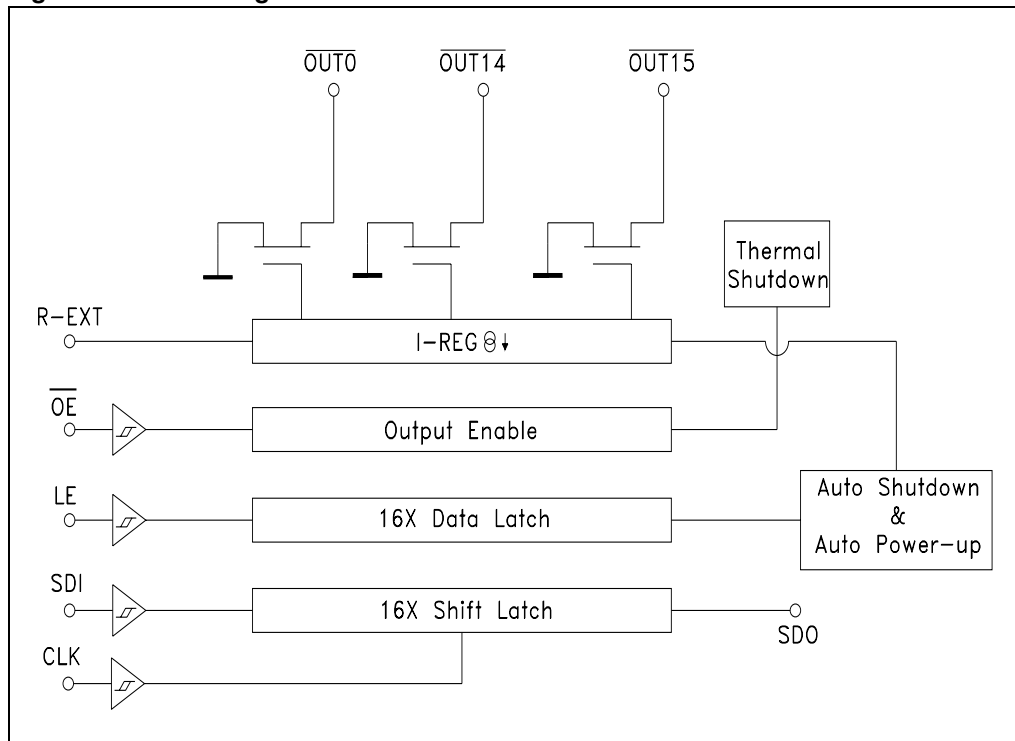 OUT0 OUT14 OUT15
Thermal
Shutdown
R-EXT
I-REG
OE
Output Enable
LE
16X Data Latch
Auto Shutdown
&
Auto Power-up
SDI
16X Shift Latch
SDO
CLK